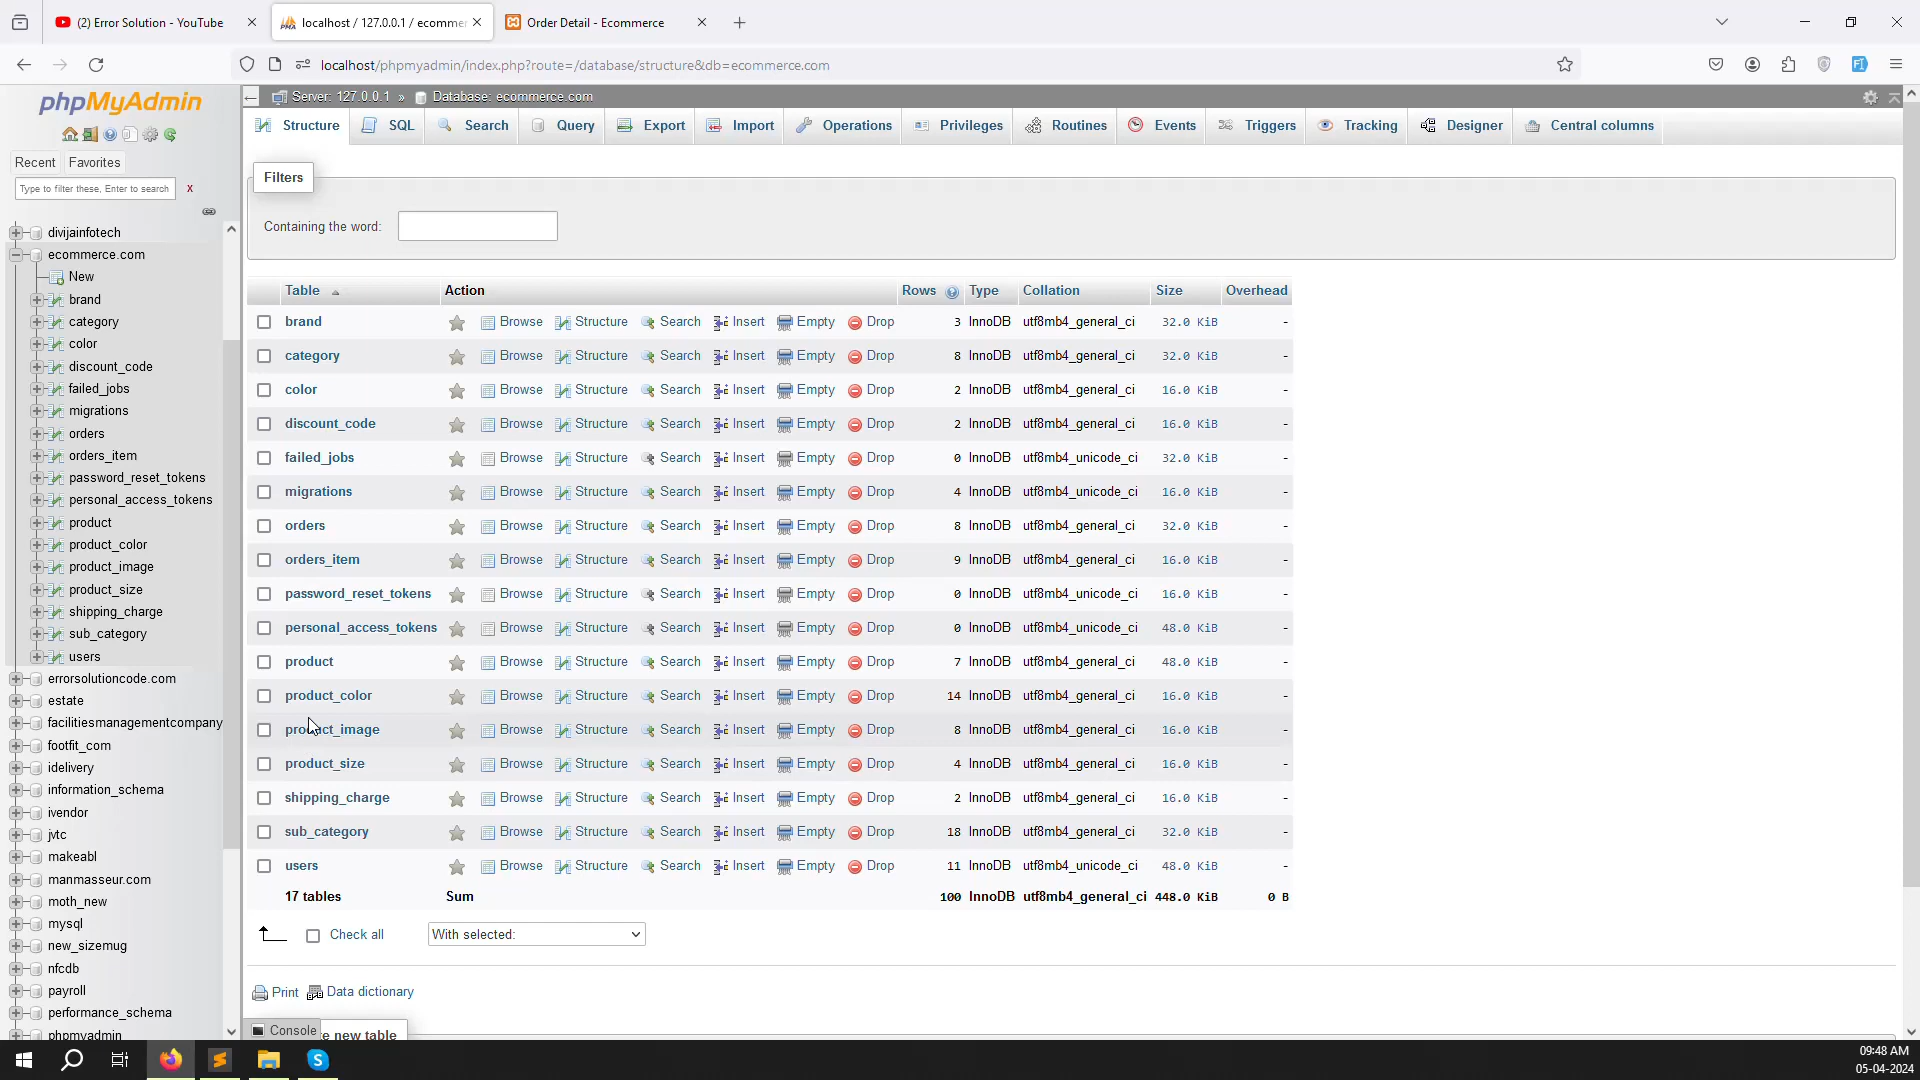 (2) Error Solution - YouTube
localhost / 127.0.0.1 / ecomme
Order Detail - Ecommerce
localhost/phpmyadmin/index.php?route=/database/structure&db=ecommerce.com
phpMyAdmin
Server: 127.0.0.1 » Database: ecommerce.com
Structure SQL Search Query Export Import Operations Privileges Routines Events Triggers Tracking Designer Central columns
Recent Favorites
Type to filter these, Enter to search X
divijainfotech
ecommerce.com
New
brand
category
color
discount_code
failed_jobs
migrations
orders
orders_item
password_reset_tokens
personal_access_tokens
product
product_color
product_image
product_size
shipping_charge
sub_category
users
errorsolutioncode.com
estate
facilitiesmanagementcompany
footfit_com
idelivery
information_schema
ivendor
jvtc
makeabl
manmasseur.com
moth_new
mysql
new_sizemug
nfcdb
payroll
performance_schema
phpmyadmin
Filters
Containing the word:
Table Action Rows Type Collation Size Overhead
brand Browse Structure Search Insert Empty Drop 3 InnoDB utf8mb4_general_ci 32.0 KiB -
category Browse Structure Search Insert Empty Drop 8 InnoDB utf8mb4_general_ci 32.0 KiB -
color Browse Structure Search Insert Empty Drop 2 InnoDB utf8mb4_general_ci 16.0 KiB -
discount_code Browse Structure Search Insert Empty Drop 2 InnoDB utf8mb4_general_ci 16.0 KiB -
failed_jobs Browse Structure Search Insert Empty Drop 0 InnoDB utf8mb4_unicode_ci 32.0 KiB -
migrations Browse Structure Search Insert Empty Drop 4 InnoDB utf8mb4_unicode_ci 16.0 KiB -
orders Browse Structure Search Insert Empty Drop 8 InnoDB utf8mb4_general_ci 32.0 KiB -
orders_item Browse Structure Search Insert Empty Drop 9 InnoDB utf8mb4_general_ci 16.0 KiB -
password_reset_tokens Browse Structure Search Insert Empty Drop 0 InnoDB utf8mb4_unicode_ci 16.0 KiB -
personal_access_tokens Browse Structure Search Insert Empty Drop 0 InnoDB utf8mb4_unicode_ci 48.0 KiB -
product Browse Structure Search Insert Empty Drop 7 InnoDB utf8mb4_general_ci 48.0 KiB -
product_color Browse Structure Search Insert Empty Drop 14 InnoDB utf8mb4_general_ci 16.0 KiB -
product_image Browse Structure Search Insert Empty Drop 8 InnoDB utf8mb4_general_ci 16.0 KiB -
product_size Browse Structure Search Insert Empty Drop 4 InnoDB utf8mb4_general_ci 16.0 KiB -
shipping_charge Browse Structure Search Insert Empty Drop 2 InnoDB utf8mb4_general_ci 16.0 KiB -
sub_category Browse Structure Search Insert Empty Drop 18 InnoDB utf8mb4_general_ci 32.0 KiB -
users Browse Structure Search Insert Empty Drop 11 InnoDB utf8mb4_unicode_ci 48.0 KiB -
17 tables Sum 100 InnoDB utf8mb4_general_ci 448.0 KiB 0 B
Check all With selected:
Print Data dictionary
Console
e new table
09:48 AM
05-04-2024